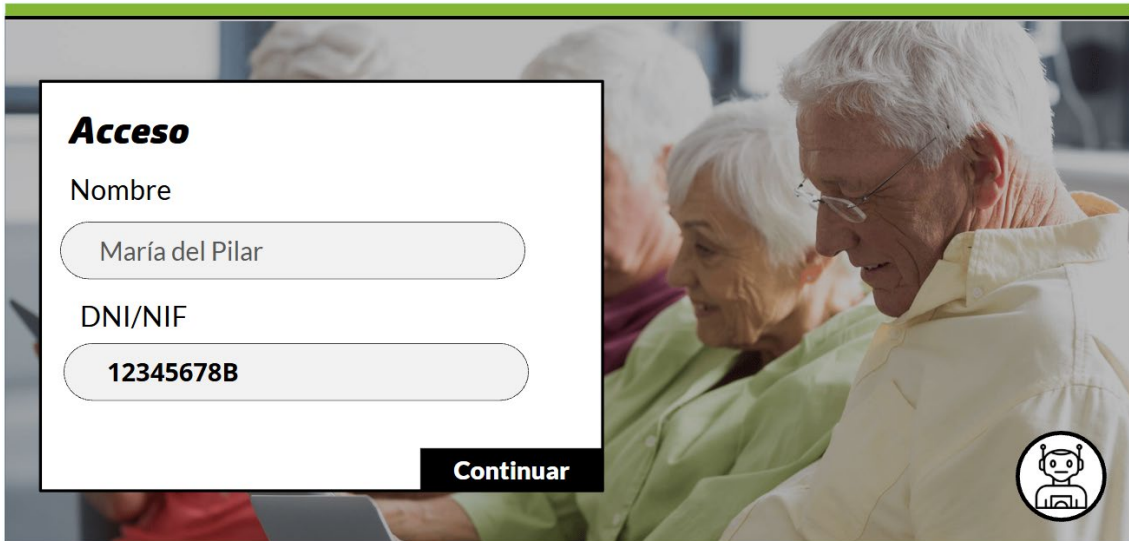 Acceso
Nombre
María del Pilar
DNI/NIF
12345678B
Continuar